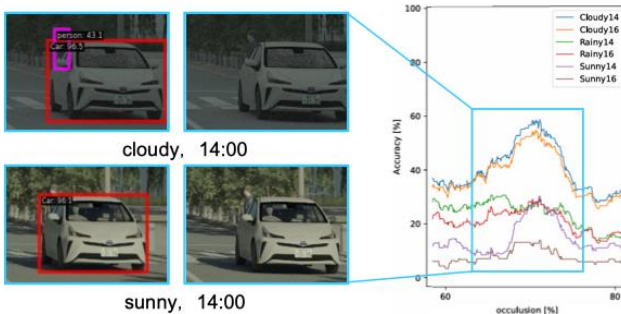 person: 43.1
Car: 96.5
cloudy, 14:00
Car: 96.1
sunny, 14:00
100
80
60
40
20
0
Accuracy [%]
60
80
occulusion [%]
Cloudy14
Cloudy16
Rainy14
Rainy16
Sunny14
Sunny16